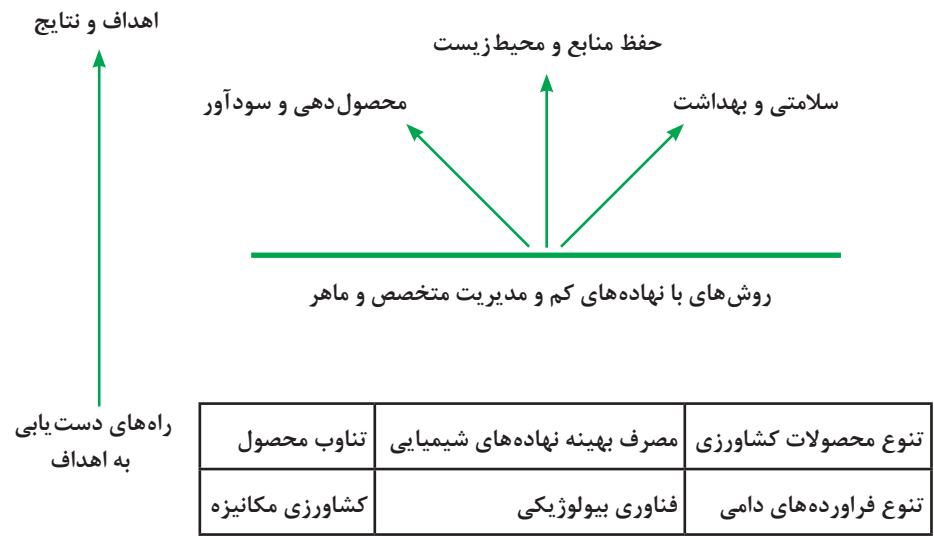 اهداف و نتایج
حفظ منابع و محیط‌زیست
سلامتی و بهداشت
محصول‌دهی و سودآور
روش‌های با نهاده‌های کم و مدیریت متخصص و ماهر
راه‌های دست‌یابی
به اهداف
تنوع محصولات کشاورزی مصرف بهینه نهاده‌های شیمیایی تناوب محصول
تنوع فراورده‌های دامی فناوری بیولوژیکی کشاورزی مکانیزه